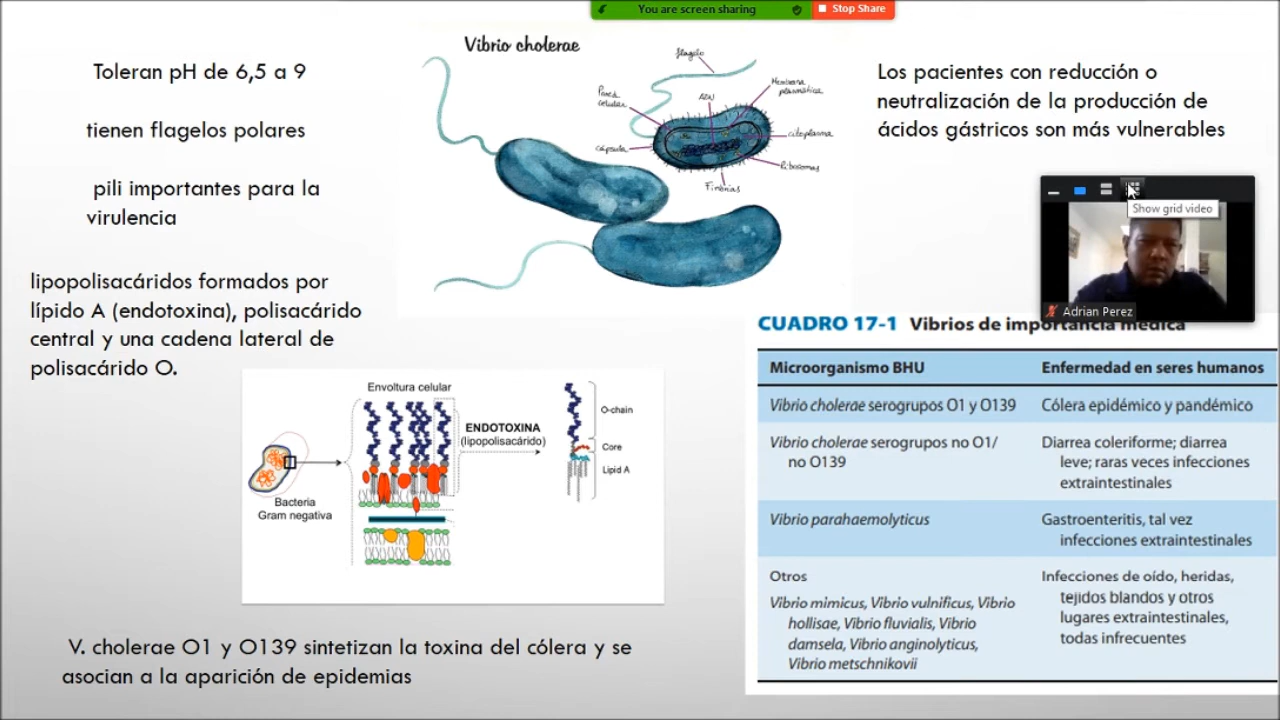 You are screen sharing
Stop Share
Toleran pH de 6,5 a 9
tienen flagelos polares
pili importantes para la
virulencia
lipopolisacáridos formados por
lípido A (endotoxina), polisacárido
central y una cadena lateral de
polisacárido O.
Vibrio cholerae
flagelo
Membrana
plasmática
Pared
celular
ADN
citoplasma
cápsula
Ribosomas
Fimbrias
Los pacientes con reducción o
neutralización de la producción de
ácidos gástricos son más vulnerables
Show grid video
Adrian Perez
Envoltura celular
ENDOTOXINA
(lipopolisacárido)
O-chain
Core
Lipid A
Bacteria
Gram negativa
CUADRO 17-1 Vibrios de importancia médica
Microorganismo BHU Enfermedad en seres humanos
Vibrio cholerae serogrupos O1 y O139 Cólera epidémico y pandémico
Vibrio cholerae serogrupos no O1/ Diarrea coleriforme; diarrea
no O139 leve; raras veces infecciones
extraintestinales
Vibrio parahaemolyticus Gastroenteritis, tal vez
infecciones extraintestinales
Otros Infecciones de oído, heridas,
Vibrio mimicus, Vibrio vulnificus, Vibrio tejidos blandos y otros
hollisae, Vibrio fluvialis, Vibrio lugares extraintestinales,
damsela, Vibrio anginolyticus, todas infrecuentes
Vibrio metschnikovii
V. cholerae O1 y O139 sintetizan la toxina del cólera y se
asocian a la aparición de epidemias